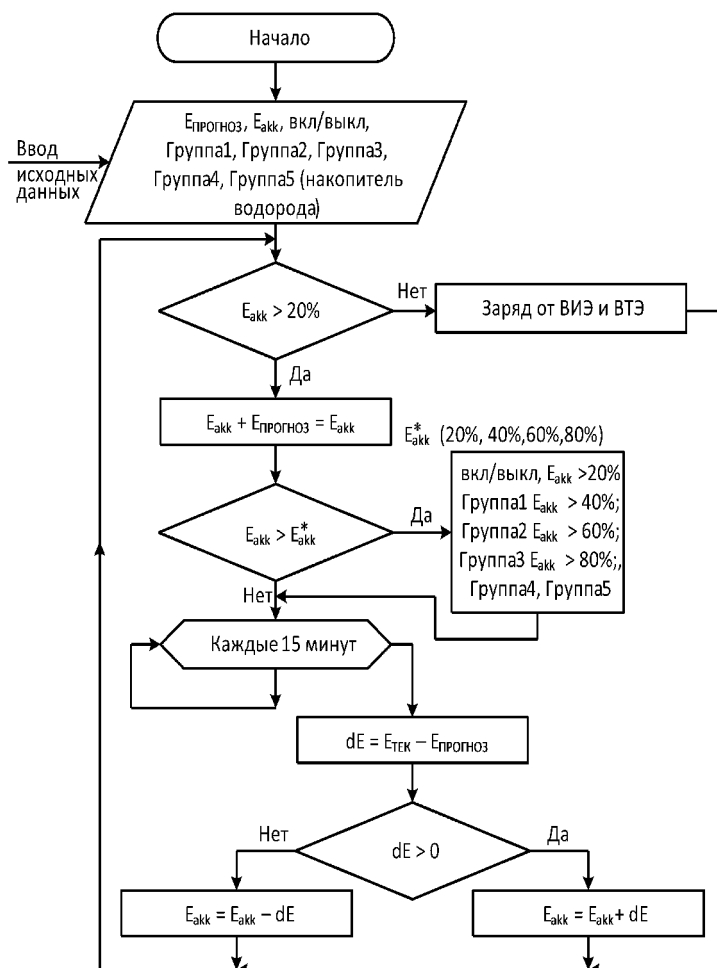 Начало
Ввод
исходных
данных
Eпрогноз, Eakk, вкл/выкл,
Группа1, Группа2, Группа3,
Группа4, Группа5 (накопитель
водорода)
Eakk > 20%
Нет
Заряд от ВИЭ и ВТЭ
Да
Eakk + Eпрогноз = Eakk
E*akk (20%, 40%,60%,80%)
Eakk > E*akk
Да
вкл/выкл, Eakk >20%
Группа1 Eakk > 40%;
Группа2 Eakk > 60%;
Группа3 Eakk > 80%;,
Группа4, Группа5
Нет
Каждые 15 минут
dE = Eтек – Eпрогноз
Нет
dE > 0
Да
Eakk = Eakk – dE
Eakk = Eakk+ dE